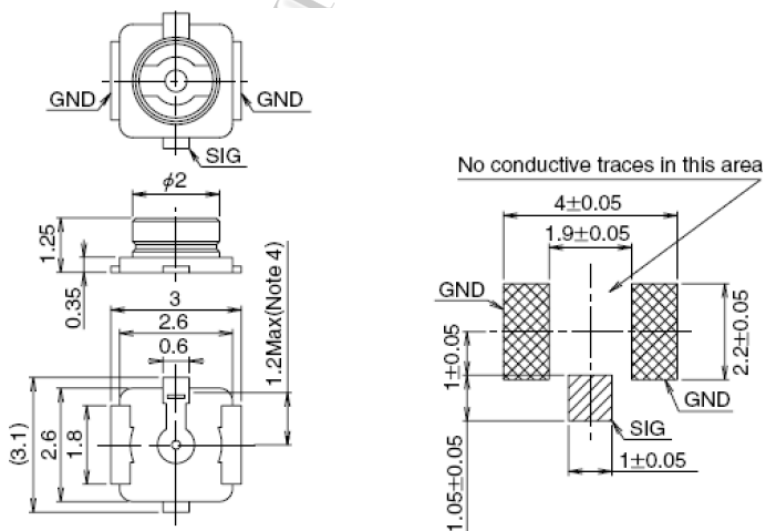 GND
GND
SIG
ϕ2
1.25
0.35
3
2.6
0.6
1.2Max(Note 4)
(3.1)
2.6
1.8
No conductive traces in this area
4±0.05
1.9±0.05
GND
1±0.05
2.2±0.05
GND
SIG
1±0.05
1.05±0.05